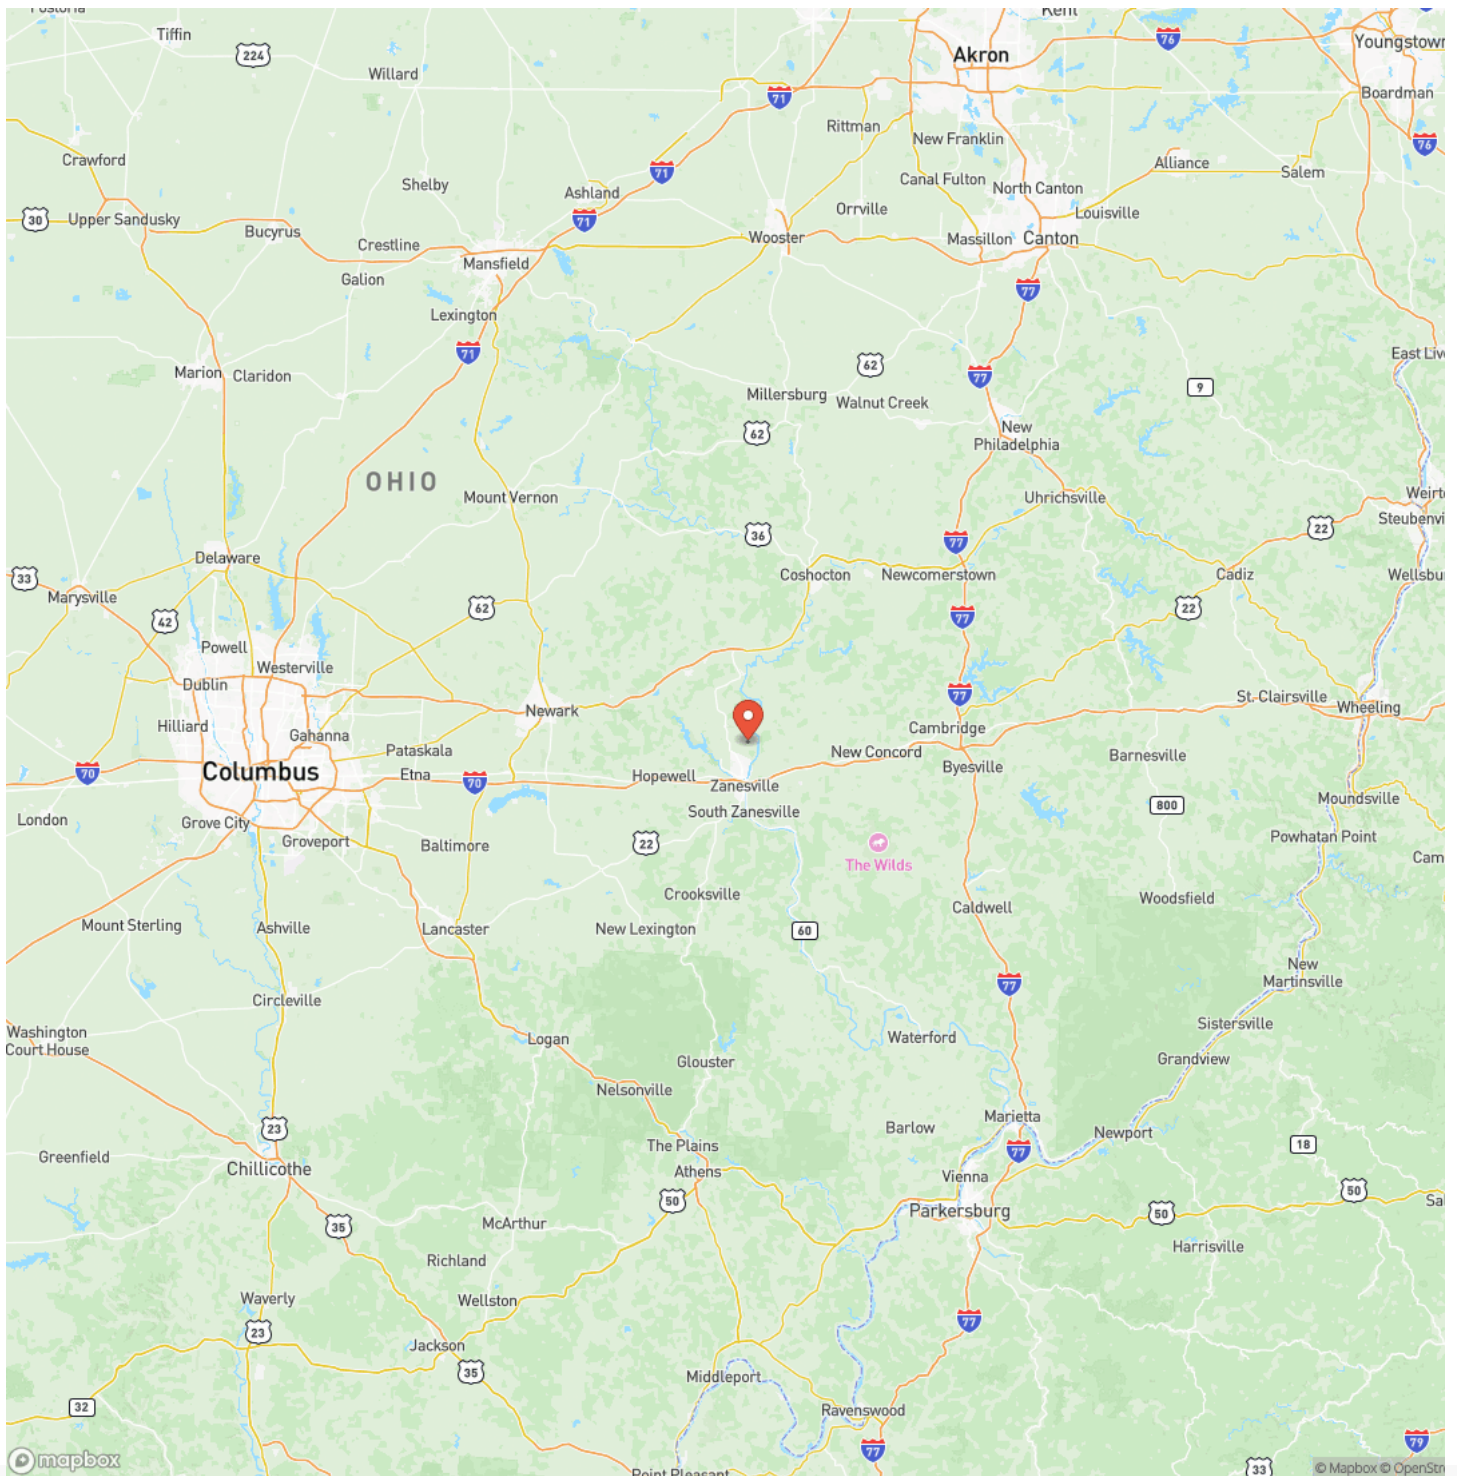 Fostoria
Tiffin
224
Willard
71
Akron
Kent
76
Youngstown
Boardman
Rittman
New Franklin
76
Crawford
Shelby
Ashland
71
Canal Fulton
North Canton
Alliance
Salem
30
Upper Sandusky
Bucyrus
Crestline
71
Orrville
Louisville
Galion
Mansfield
Wooster
Massillon
Canton
77
Lexington
71
Marion
Claridon
62
77
East Live
9
Millersburg
Walnut Creek
62
New
Philadelphia
OHIO
Mount Vernon
Uhrichsville
Weirto
36
22
Steubenvi
Delaware
77
33
Coshocton
Newcomerstown
Cadiz
Wellsbu
Marysville
42
62
77
22
Powell
Westerville
Dublin
77
St. Clairsville
Wheeling
Hilliard
Gahanna
Newark
Cambridge
Pataskala
New Concord
Barnesville
70
Columbus
Etna
70
Hopewell
Zanesville
Byesville
London
Grove City
South Zanesville
800
Moundsville
Groveport
Baltimore
22
The Wilds
Powhatan Point
Cam
Crooksville
Woodsfield
Mount Sterling
Ashville
Lancaster
New Lexington
60
Caldwell
Circleville
77
New
Martinsville
Washington
Court House
Logan
Waterford
Sistersville
Glouster
Grandview
Nelsonville
23
Marietta
Barlow
Newport
18
Greenfield
Chillicothe
The Plains
77
Athens
Vienna
50
50
50
Sa
35
McArthur
Parkersburg
Harrisville
Richland
Waverly
Wellston
77
23
Jackson
35
Middleport
32
Ravenswood
77
79
33
Point Pleasant
mapbox
© Mapbox © OpenStre